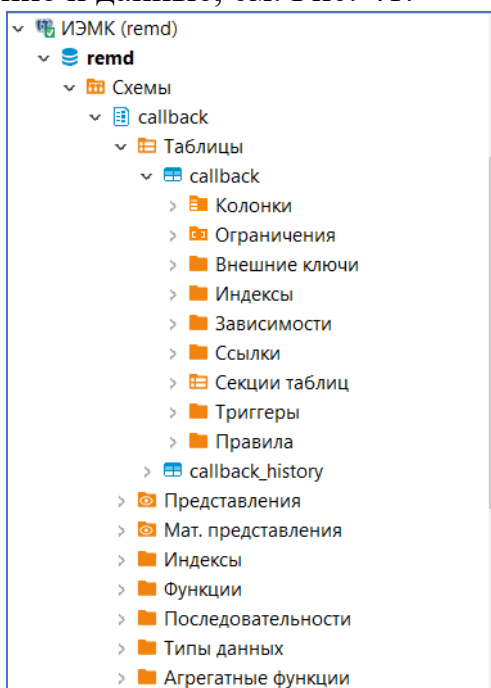 ИЭМК (remd)
remd
Схемы
callback
Таблицы
callback
Колонки
Ограничения
Внешние ключи
Индексы
Зависимости
Ссылки
Секции таблиц
Триггеры
Правила
callback_history
Представления
Мат. представления
Индексы
Функции
Последовательности
Типы данных
Агрегатные функции